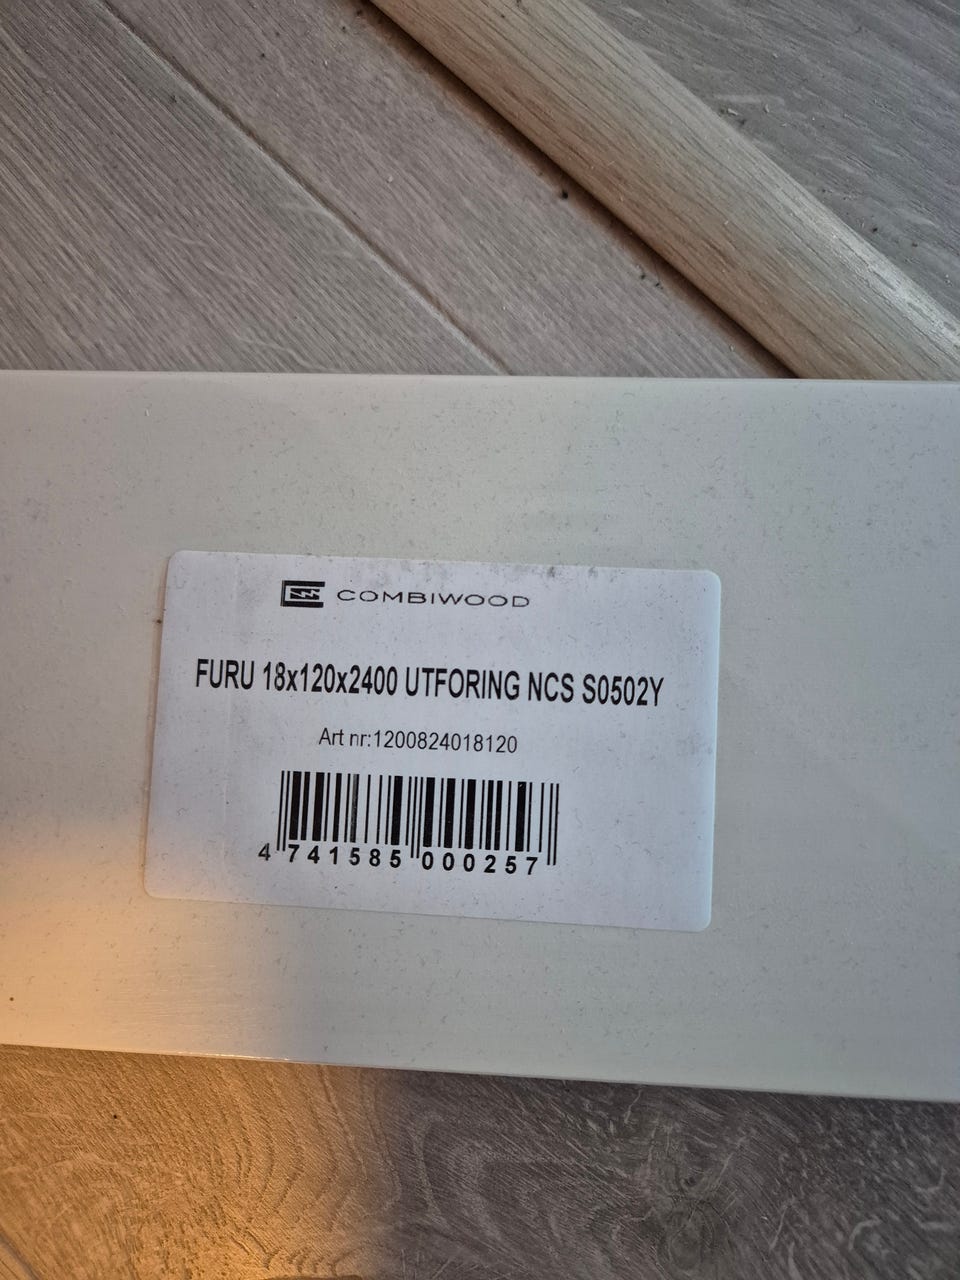 COMBIWOOD
FURU 18x120x2400 UTFORING NCS S0502Y
Art nr:1200824018120
4 741585 000257